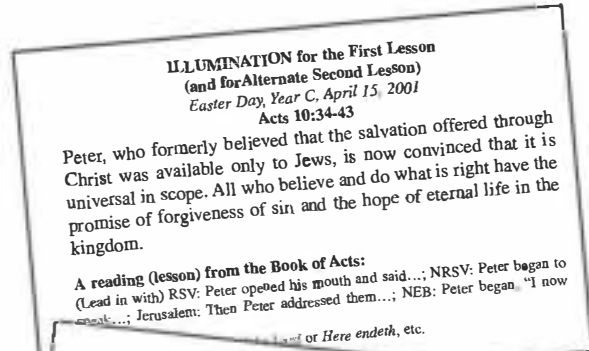 ILLUMINATION for the First Lesson
(and forAlternate Second Lesson)
Easter Day, Year C, April 15, 2001
Acts 10:34-43
Peter, who formerly believed that the salvation offered through
Christ was available only to Jews, is now convinced that it is
universal in scope. All who believe and do what is right have the
promise of forgiveness of sin and the hope of eternal life in the
kingdom.
A reading (lesson) from the Book of Acts:
(Lead in with) RSV: Peter opened his mouth and said...; NRSV: Peter began to
...; Jerusalem: Then Peter addressed them...; NEB: Peter began, "I now
or Here endeth, etc.